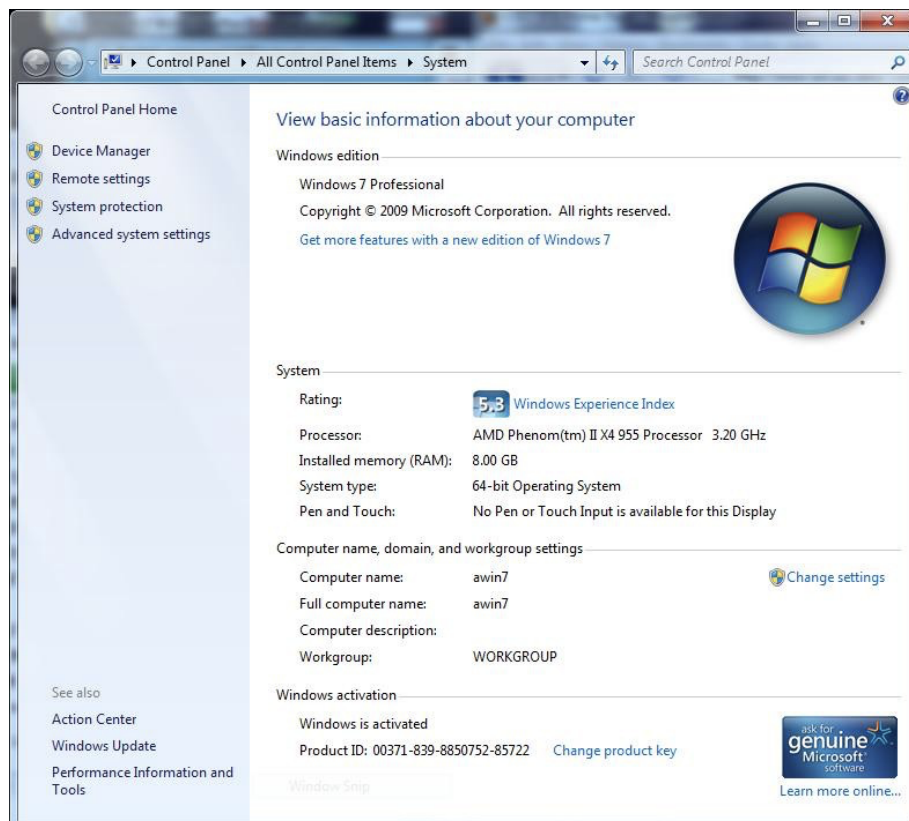 Control Panel ▸ All Control Panel Items ▸ System
Search Control Panel
Control Panel Home
Device Manager
Remote settings
System protection
Advanced system settings
See also
Action Center
Windows Update
Performance Information and
Tools
View basic information about your computer
Windows edition
Windows 7 Professional
Copyright © 2009 Microsoft Corporation. All rights reserved.
Get more features with a new edition of Windows 7
System
Rating:
5.3 Windows Experience Index
Processor: AMD Phenom(tm) II X4 955 Processor 3.20 GHz
Installed memory (RAM): 8.00 GB
System type: 64-bit Operating System
Pen and Touch: No Pen or Touch Input is available for this Display
Computer name, domain, and workgroup settings
Computer name: awin7
Change settings
Full computer name: awin7
Computer description:
Workgroup: WORKGROUP
Windows activation
Windows is activated
Product ID: 00371-839-8850752-85722 Change product key
ask for
genuine
Microsoft
software
Learn more online...
Window Snip